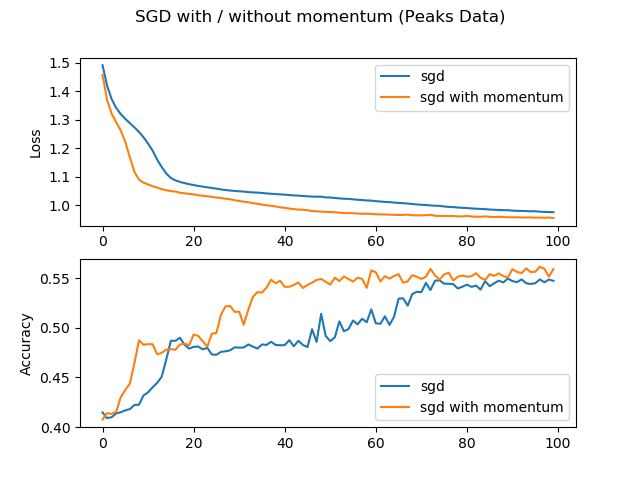 SGD with / without momentum (Peaks Data)
1.5
1.4
1.3
1.2
1.1
1.0
Loss
sgd
sgd with momentum
0 20 40 60 80 100
0.55
0.50
0.45
0.40
Accuracy
sgd
sgd with momentum
0 20 40 60 80 100